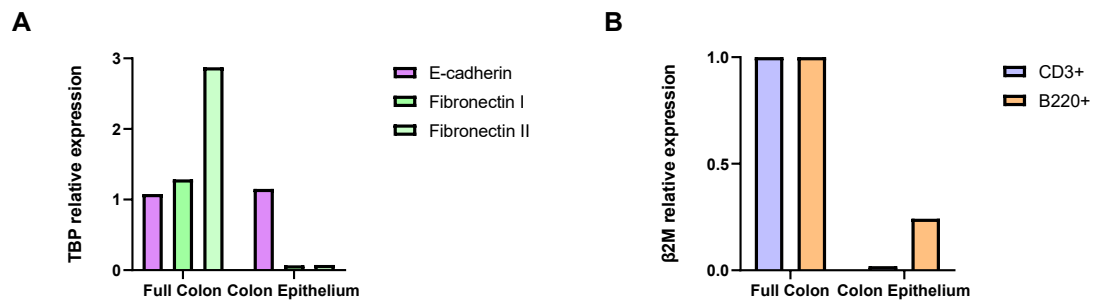 A
TBP relative expression
3
2
1
0
Full Colon Colon Epithelium
E-cadherin
Fibronectin I
Fibronectin II
B
β2M relative expression
1.0
0.5
0.0
Full Colon Colon Epithelium
CD3+
B220+